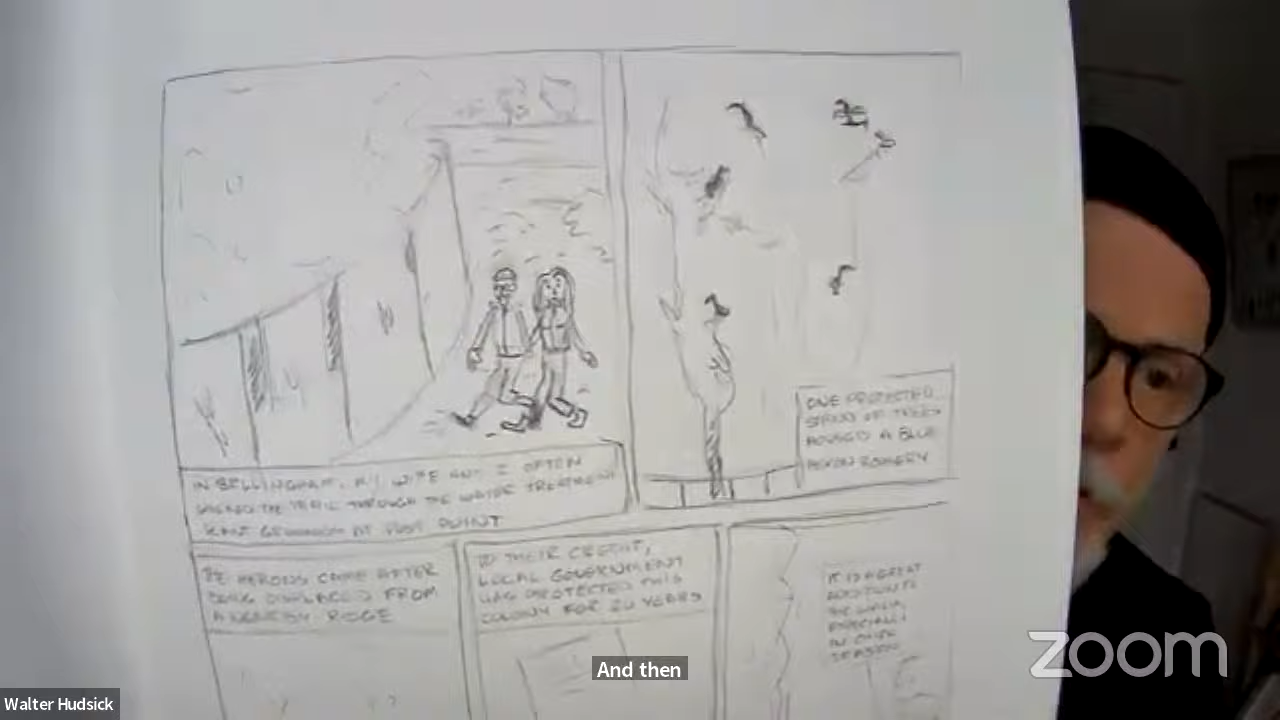 IN BELLINGHAM, MY WIFE AND I OFTEN
WALKED THE TRAIL THROUGH THE WATER TREATMENT
PLANT GROUNDS AT POST POINT
ONE PROTECTED
STAND OF TREES
HOUSED A BLUE
HERON ROOKERY
THE HERONS CAME AFTER
BEING DISPLACED FROM
A NEARBY RIDGE
TO THEIR CREDIT,
LOCAL GOVERNMENT
HAS PROTECTED THIS
COLONY FOR 20 YEARS
IT IS A GREAT
ADDITION TO
THE WALK,
ESPECIALLY
IN CHICK
SEASON
And then
zoom
Walter Hudsick